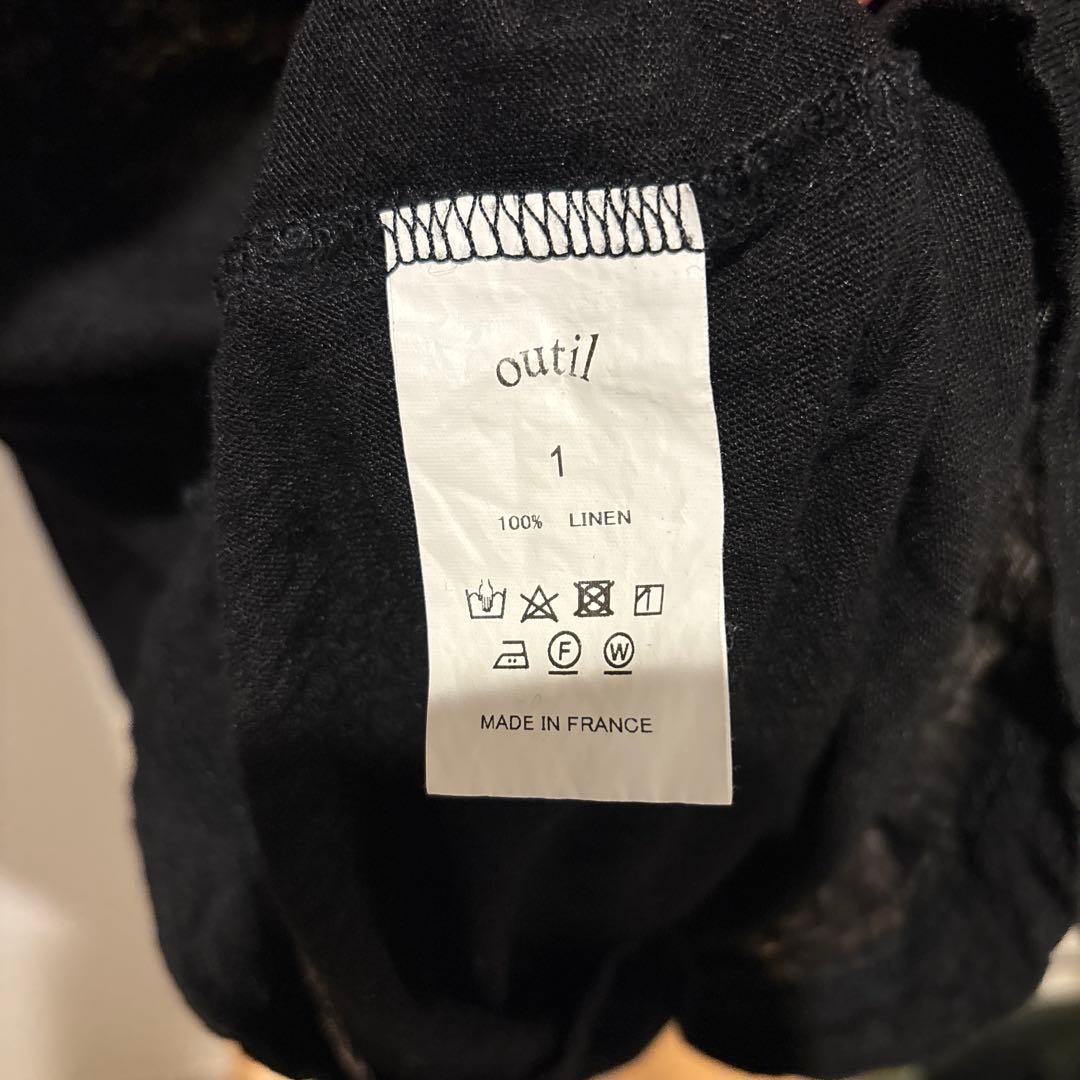 outil
1
100% LINEN
F W
MADE IN FRANCE